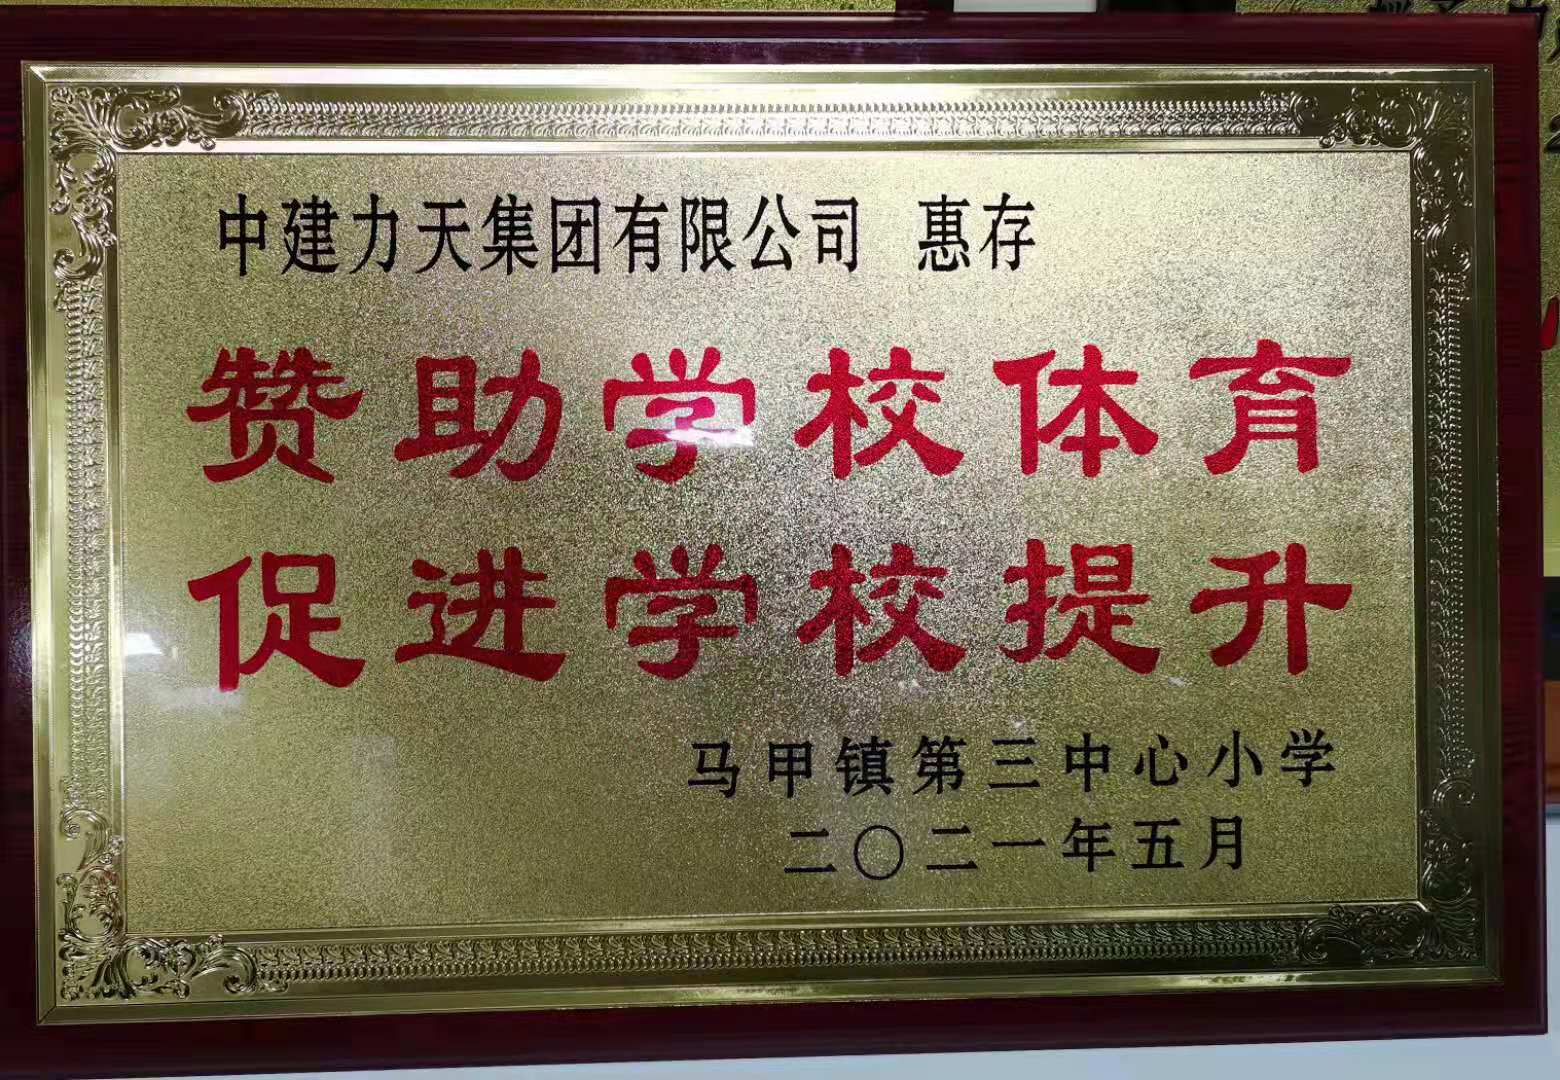 中建力天集团有限公司 惠存
赞助学校体育
促进学校提升
马甲镇第三中心小学
二〇二一年五月